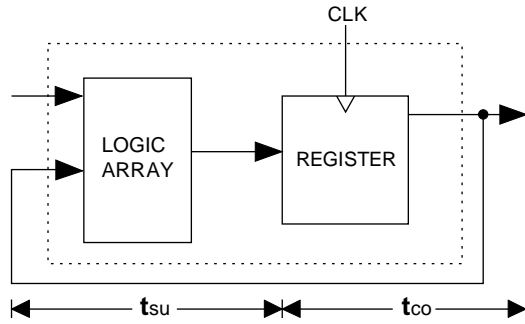 CLK
LOGIC
ARRAY
REGISTER
tsu
tco